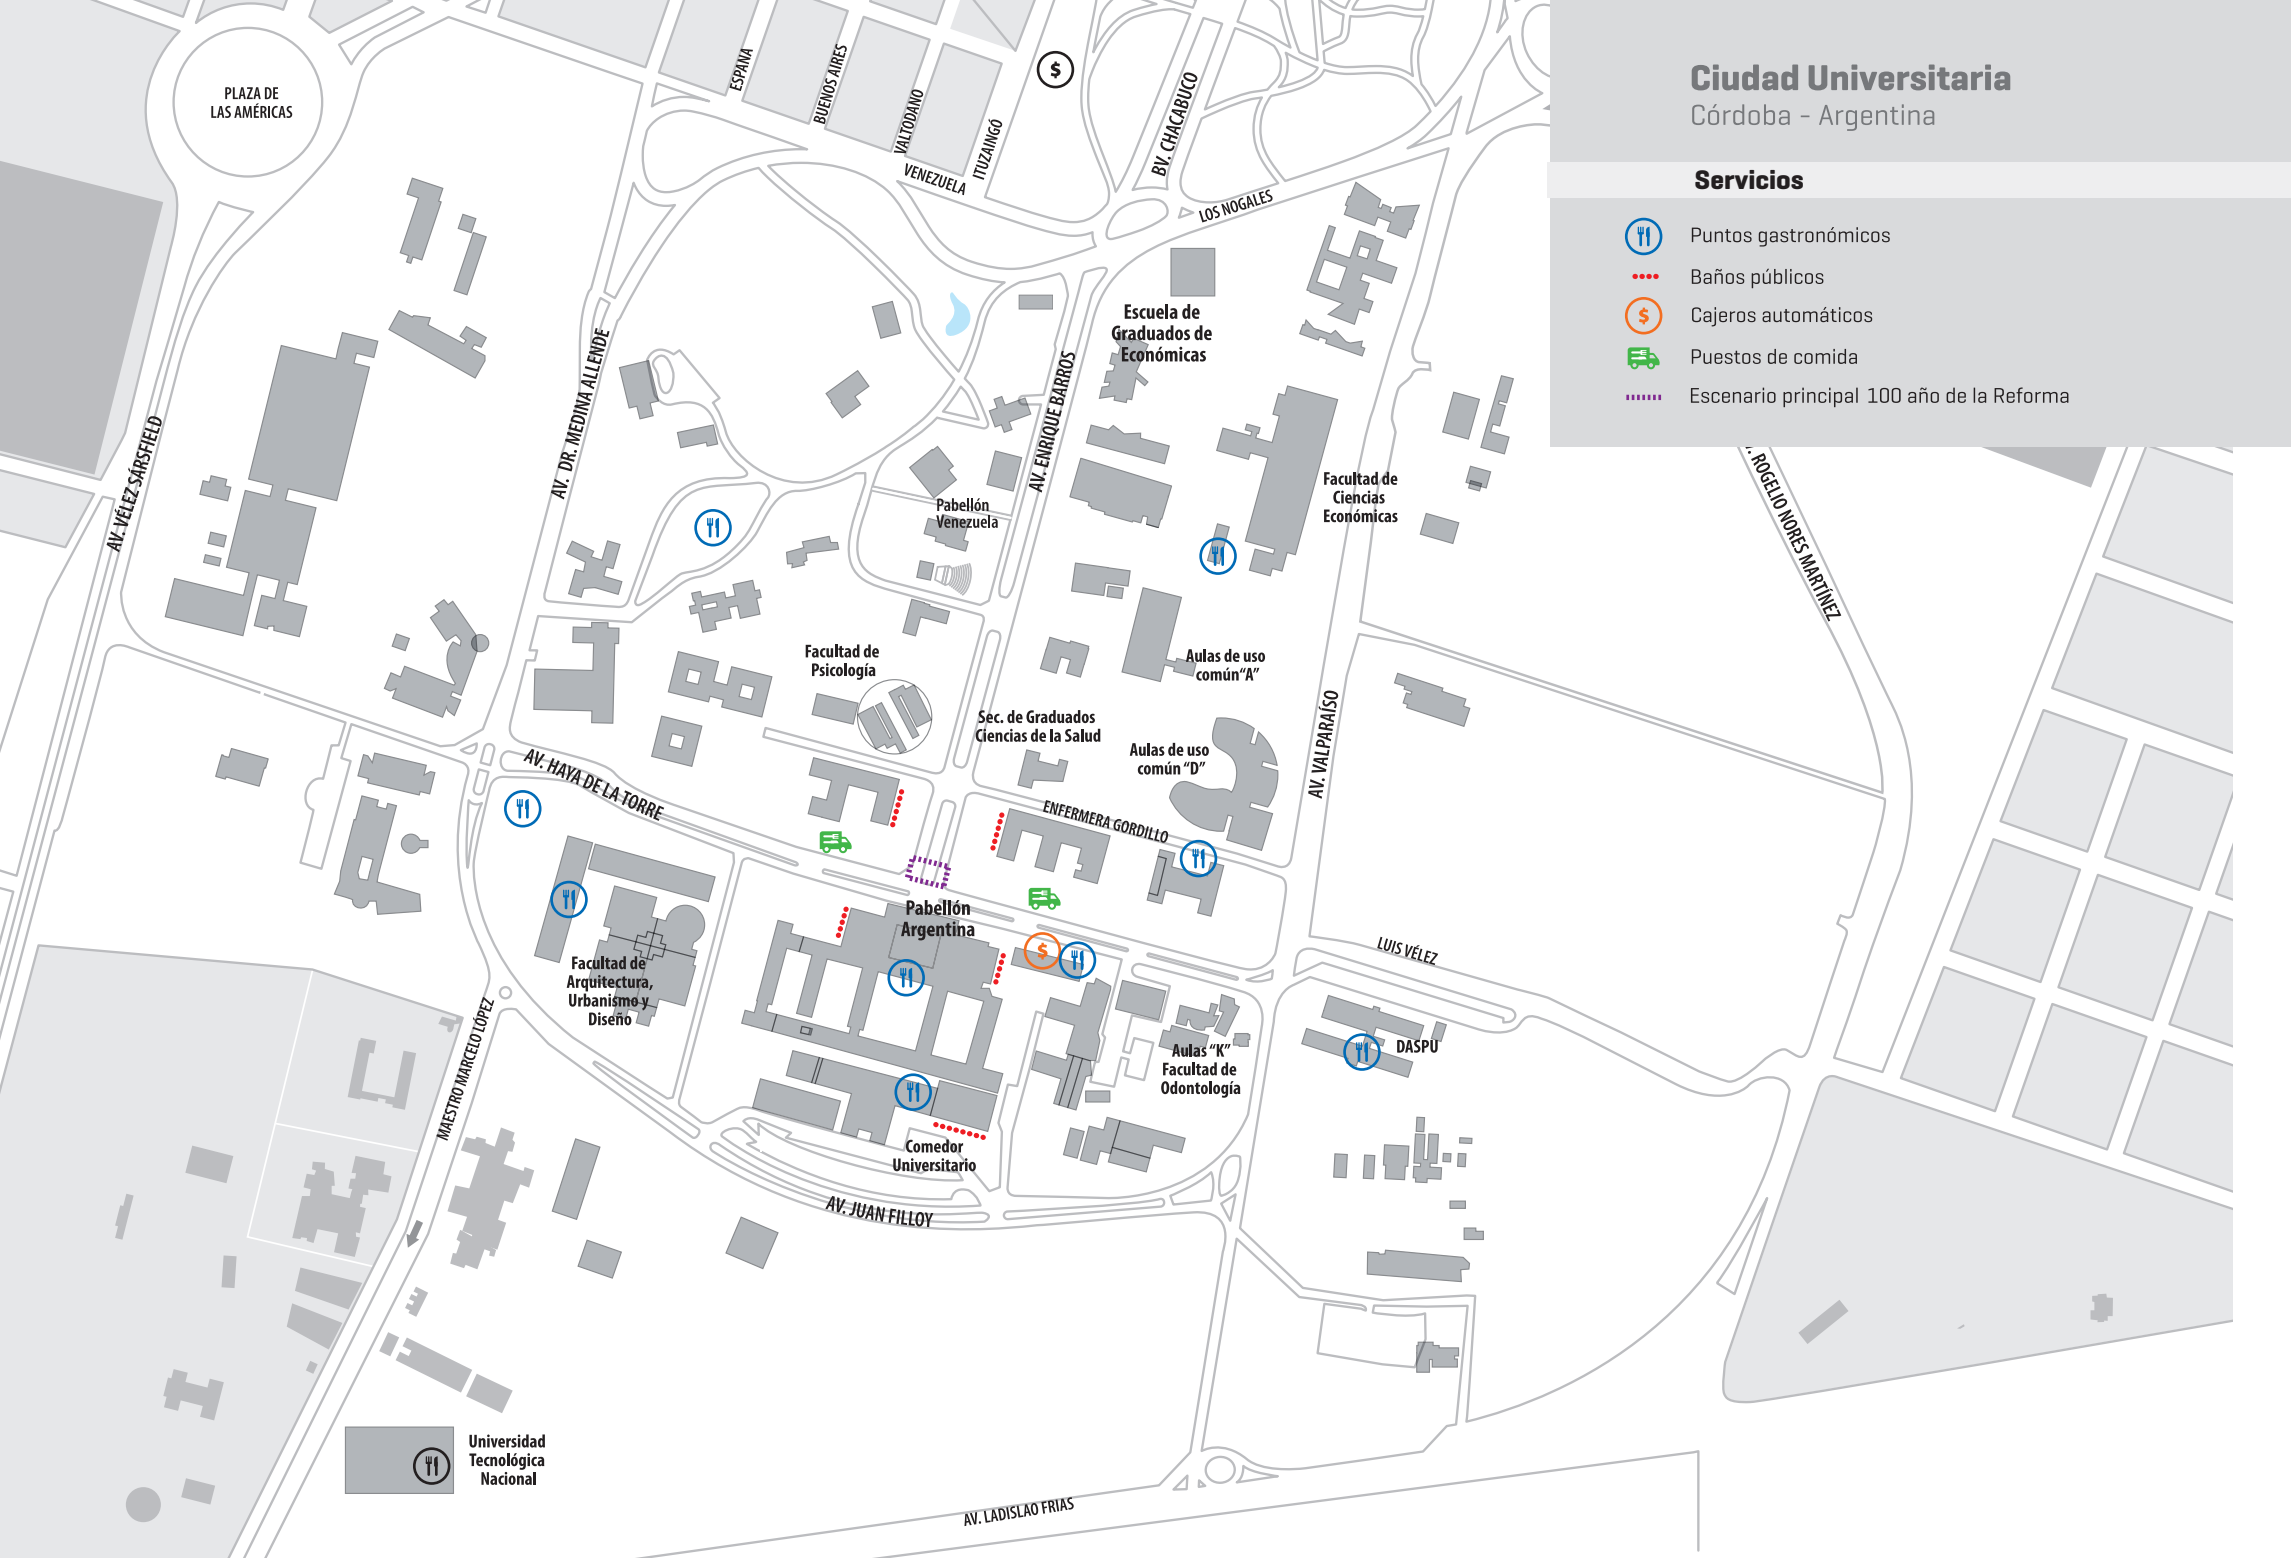 Ciudad Universitaria
Córdoba - Argentina
Servicios
Puntos gastronómicos
Baños públicos
Cajeros automáticos
Puestos de comida
Escenario principal 100 año de la Reforma
PLAZA DE
LAS AMÉRICAS
ESPANA
BUENOS AIRES
VALTODANO
ITUZAINGÓ
VENEZUELA
$
BV. CHACABUCO
LOS NOGALES
AV. VÉLEZ SÁRSFIELD
AV. DR. MEDINA ALLENDE
AV. ENRIQUE BARROS
Escuela de
Graduados de
Económicas
Facultad de
Ciencias
Económicas
Pabellón
Venezuela
. ROGELIO NORES MARTÍNEZ
Facultad de
Psicología
Aulas de uso
común“A”
Sec. de Graduados
Ciencias de la Salud
Aulas de uso
común “D”
AV. VALPARAÍSO
AV. HAYA DE LA TORRE
ENFERMERA GORDILLO
Pabellón
Argentina
$
Facultad de
Arquitectura,
Urbanismo y
Diseño
LUIS VÉLEZ
MAESTRO MARCELO LÓPEZ
Aulas “K”
Facultad de
Odontología
DASPU
Comedor
Universitario
AV. JUAN FILLOY
Universidad
Tecnológica
Nacional
AV. LADISLAO FRIAS